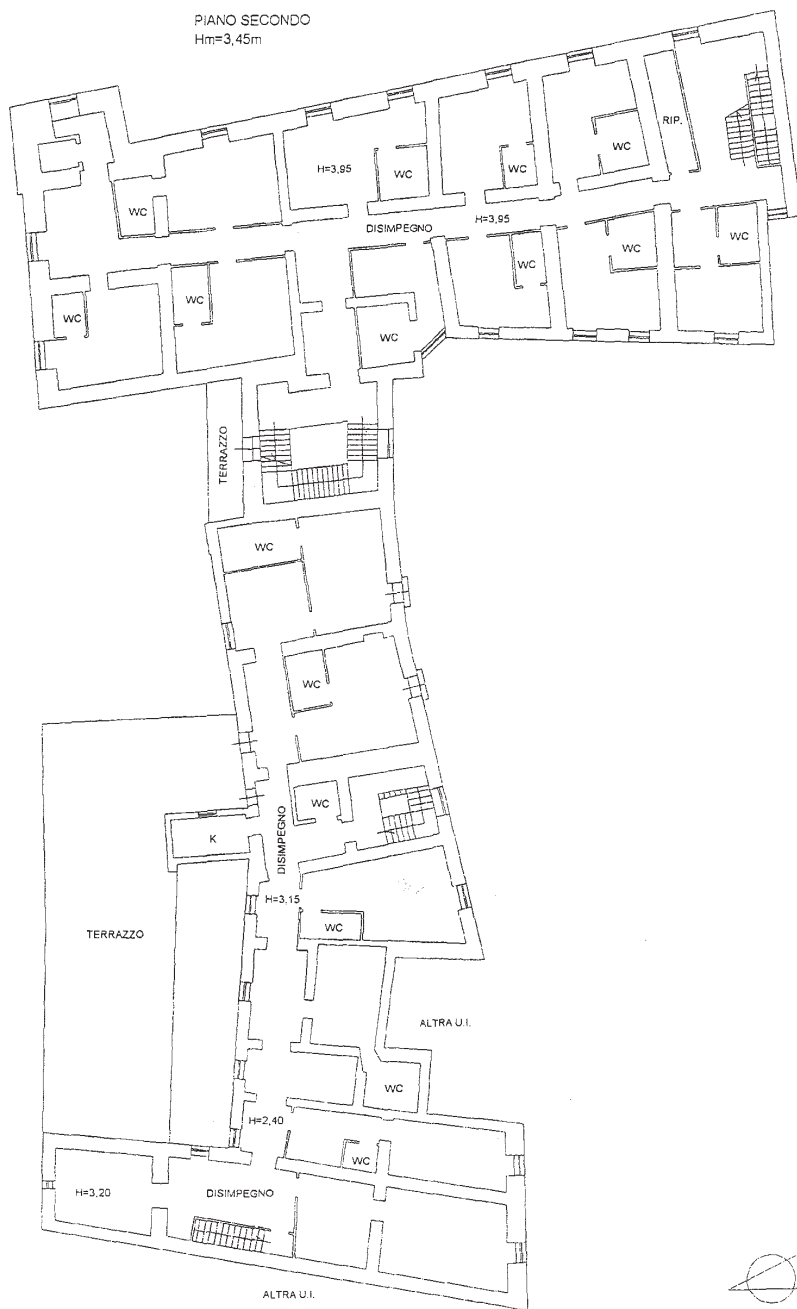 PIANO SECONDO
Hm=3,45m
RIP.
H=3,95
WC
WC
WC
WC
H=3,95
DISIMPEGNO
WC
WC
WC
WC
WC
WC
TERRAZZO
WC
WC
WC
K
DISIMPEGNO
H=3,15
WC
TERRAZZO
ALTRA U.I.
WC
H=2,40
WC
H=3,20
DISIMPEGNO
ALTRA U.I.